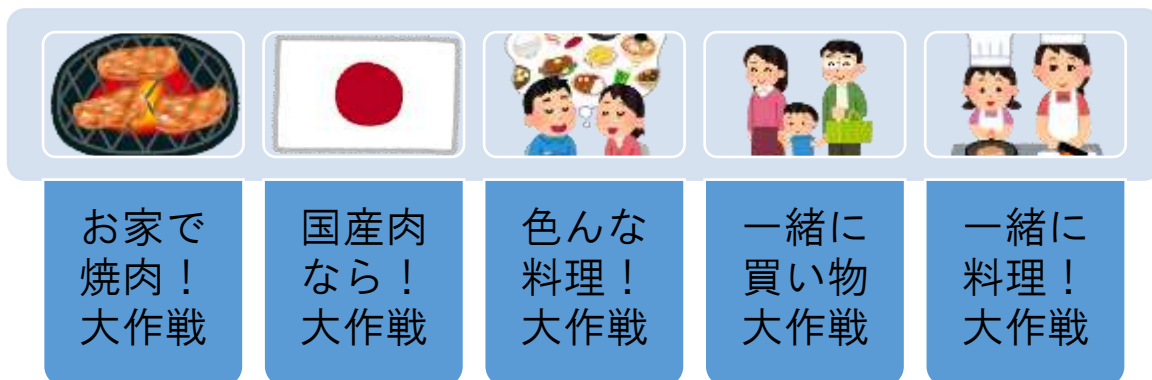 お家で
焼肉！
大作戦
国産肉
なら！
大作戦
色んな
料理！
大作戦
一緒に
買い物
大作戦
一緒に
料理！
大作戦